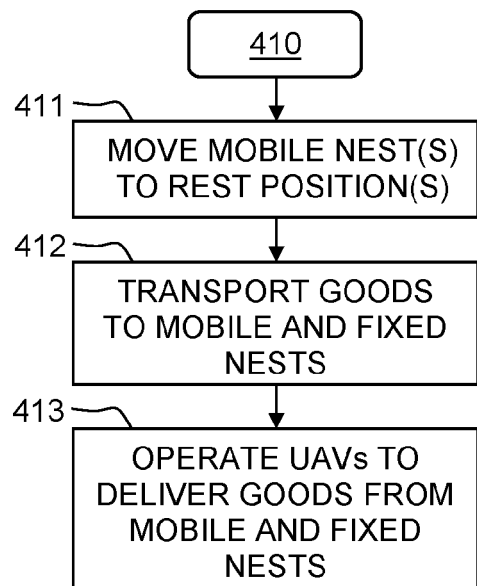 410
411
MOVE MOBILE NEST(S)
TO REST POSITION(S)
412
TRANSPORT GOODS
TO MOBILE AND FIXED
NESTS
413
OPERATE UAVs TO
DELIVER GOODS FROM
MOBILE AND FIXED
NESTS